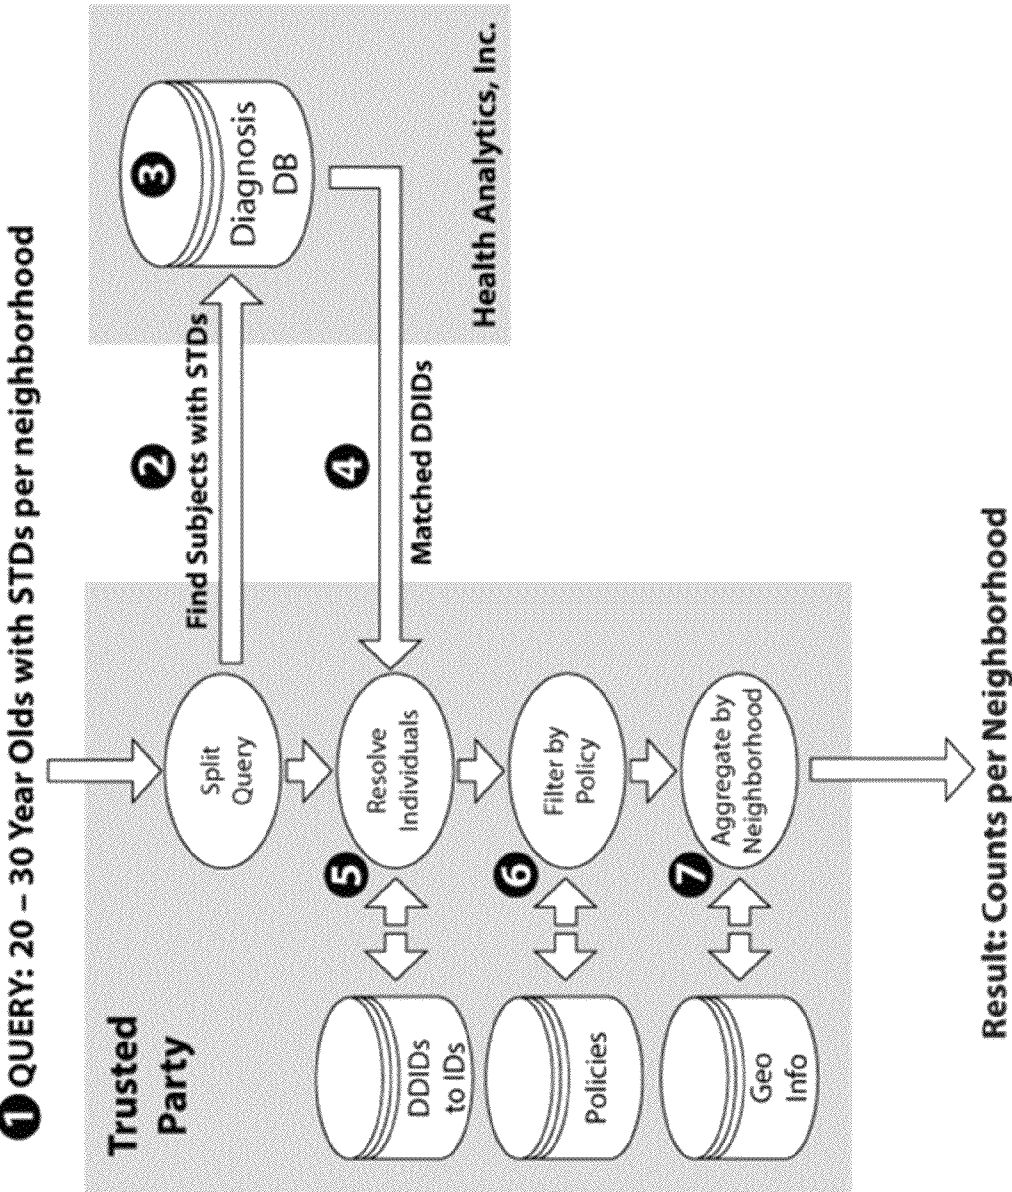 1 QUERY: 20 – 30 Year Olds with STDs per neighborhood
Trusted
Party
Split
Query
2
Find Subjects with STDs
3
Diagnosis
DB
Health Analytics, Inc.
4
Matched DDIDs
5
Resolve
Individuals
DDIDs
to IDs
6
Filter by
Policy
Policies
7
Aggregate by
Neighborhood
Geo
Info
Result: Counts per Neighborhood